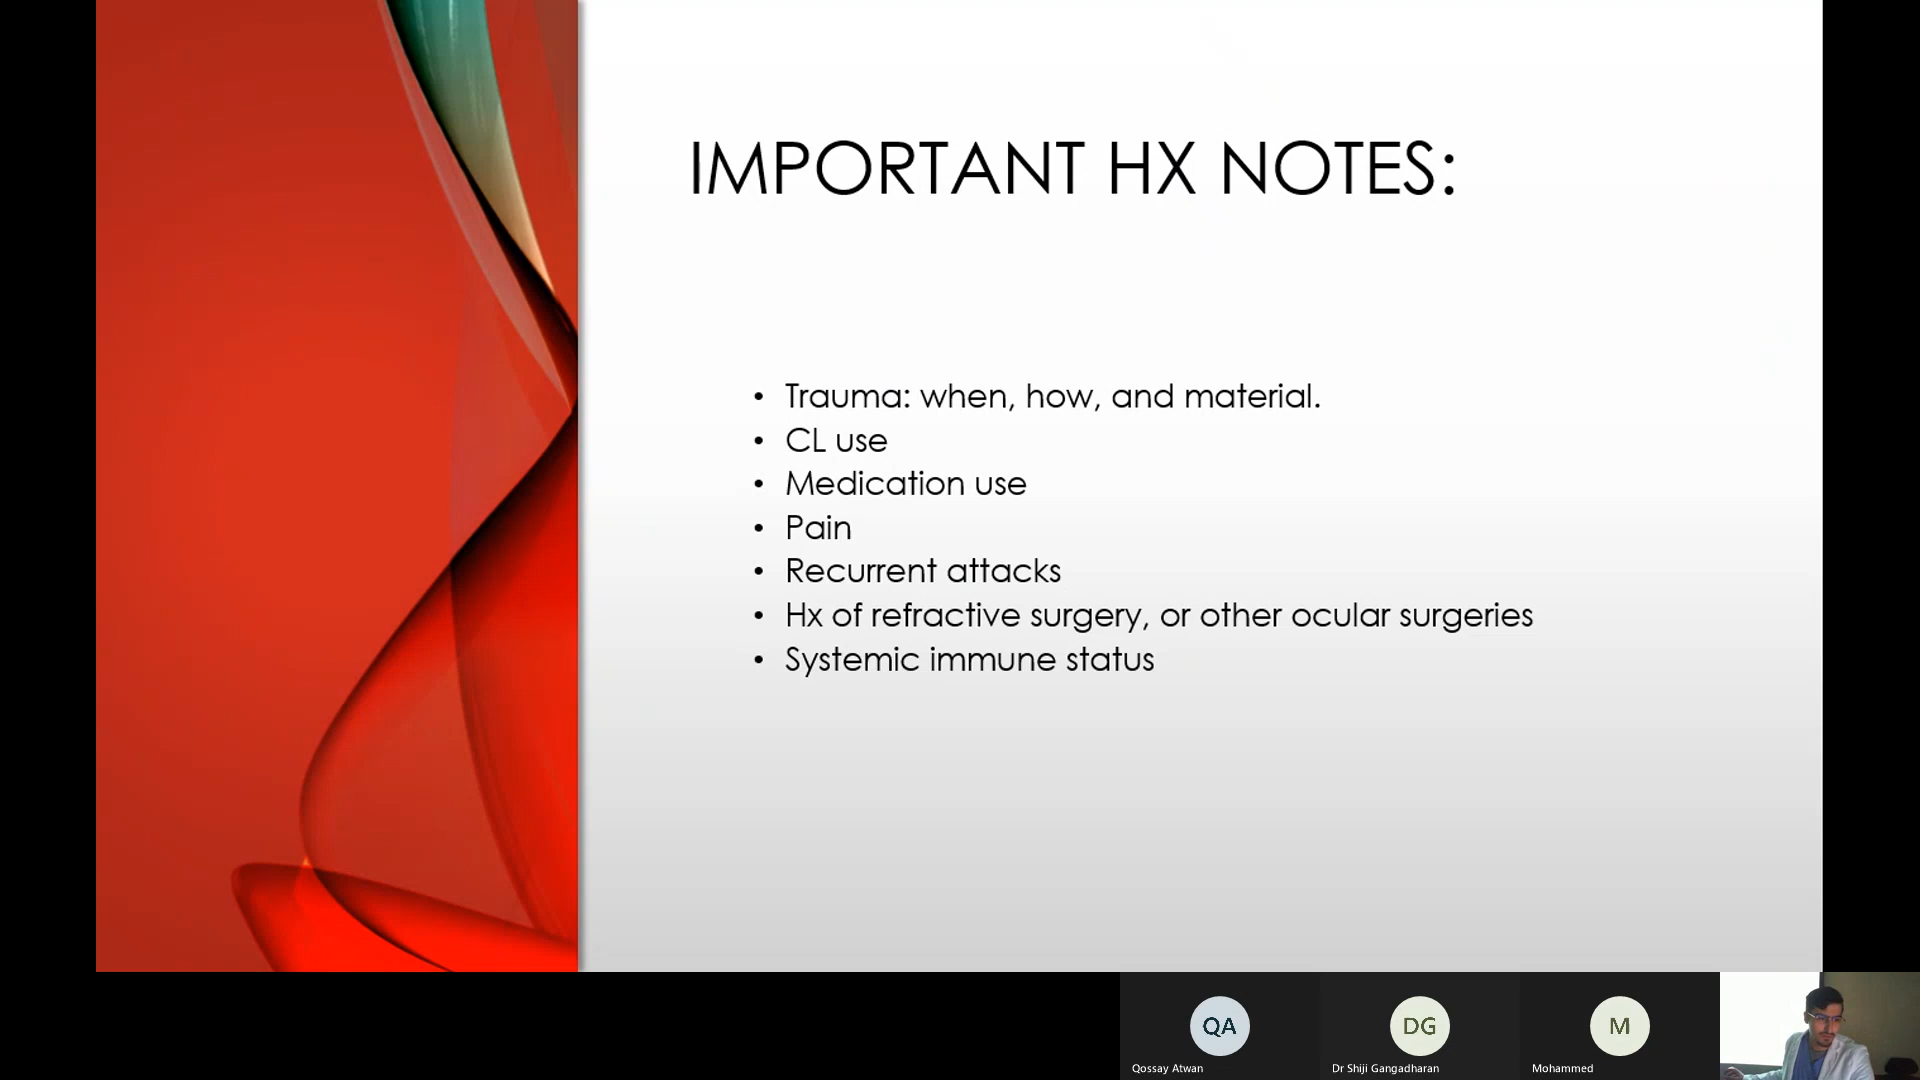 IMPORTANT HX NOTES:
• Trauma: when, how, and material.
• CL use
• Medication use
• Pain
• Recurrent attacks
• Hx of refractive surgery, or other ocular surgeries
• Systemic immune status
QA
DG
M
Qossay Atwan
Dr Shiji Gangadharan
Mohammed